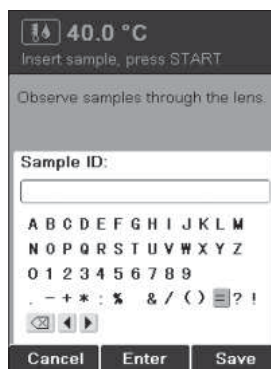 40.0 °C
Insert sample, press START
Observe samples through the lens.
Sample ID:
A B C D E F G H I J K L M
N O P Q R S T U V W X Y Z
0 1 2 3 4 5 6 7 8 9
. - + * : % & / ( ) = ? !
Cancel Enter Save